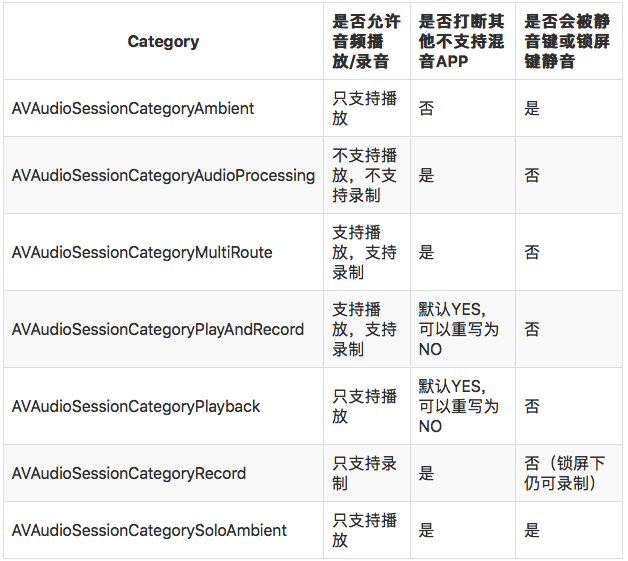 Category
是否允许
音频播
放/录音
是否打断其
他不支持混
音APP
是否会被静
音键或锁屏
键静音
AVAudioSessionCategoryAmbient
只支持播
放
否
是
AVAudioSessionCategoryAudioProcessing
不支持播
放，不支
持录制
是
否
AVAudioSessionCategoryMultiRoute
支持播
放，支持
录制
是
否
AVAudioSessionCategoryPlayAndRecord
支持播
放，支持
录制
默认YES，
可以重写为
NO
否
AVAudioSessionCategoryPlayback
只支持播
放
默认YES，
可以重写为
NO
否
AVAudioSessionCategoryRecord
只支持录
制
是
否（锁屏下
仍可录制）
AVAudioSessionCategorySoloAmbient
只支持播
放
是
是